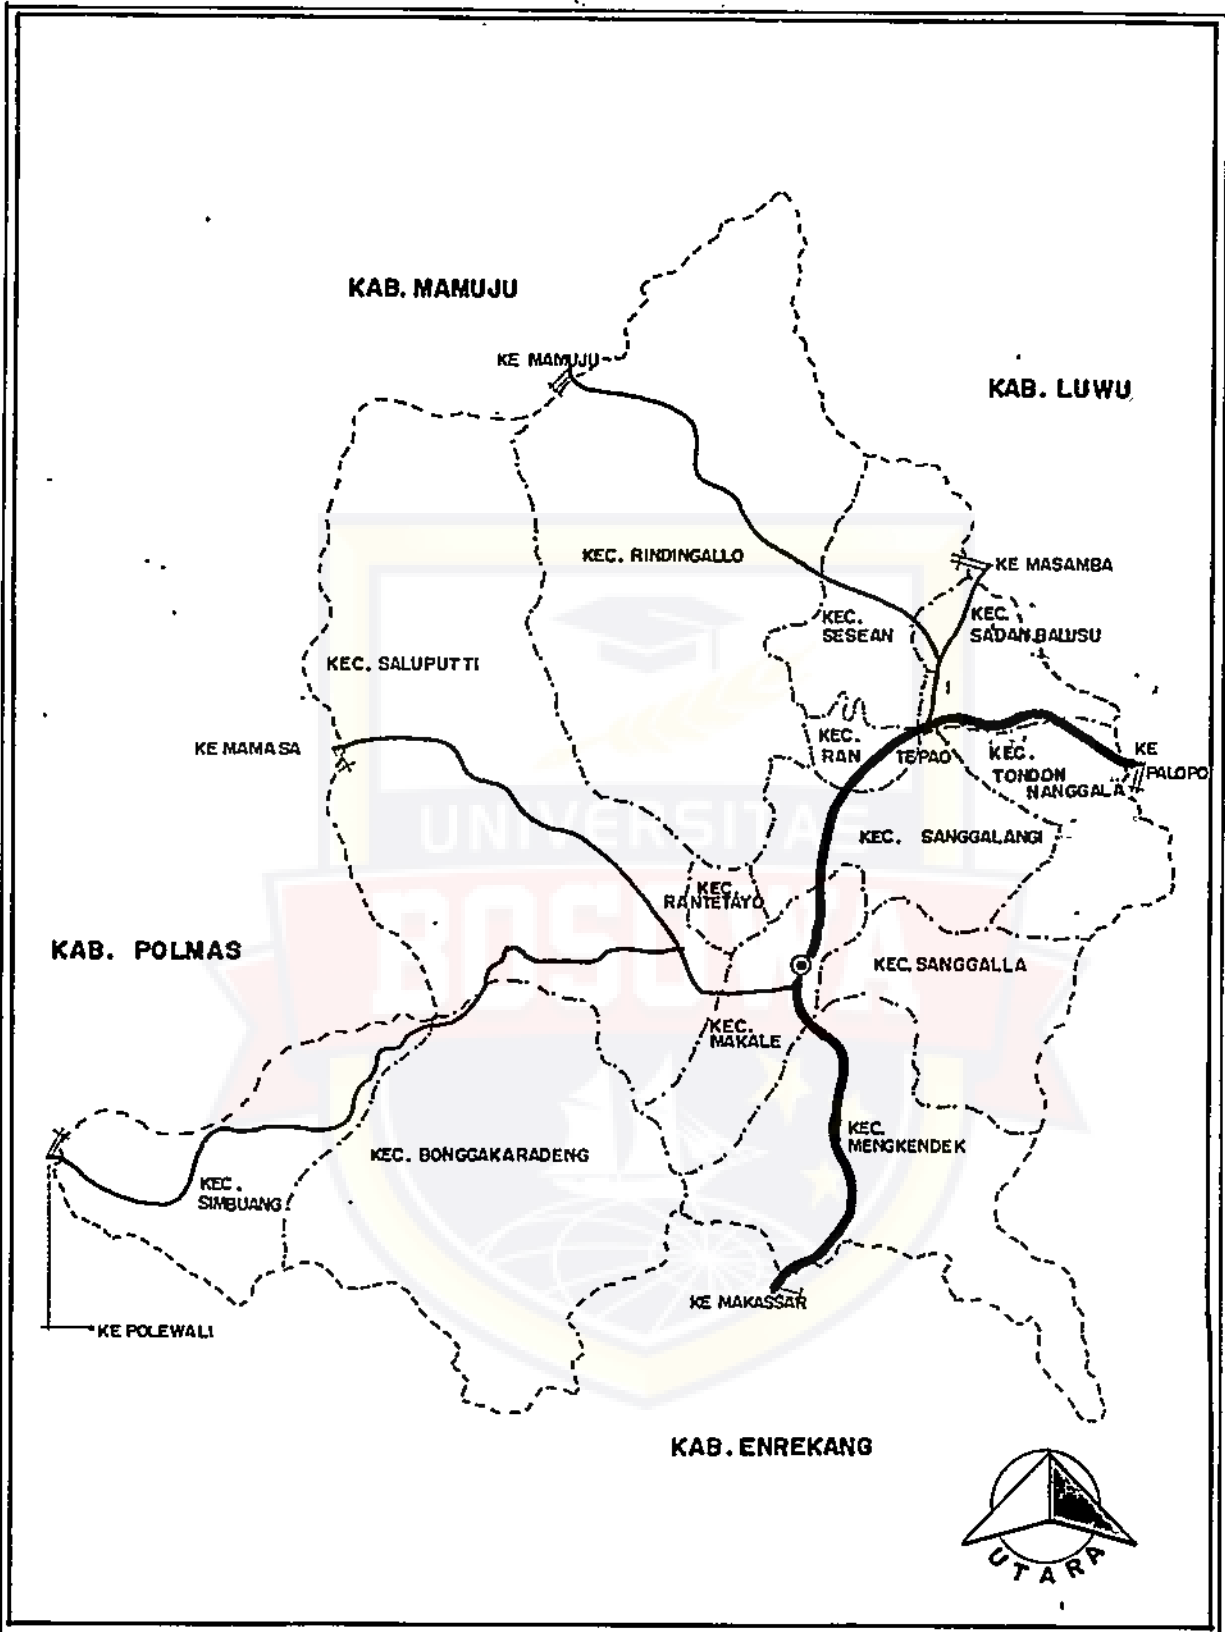 KAB. MAMUJU
KE MAMUJU
KAB. LUWU
KEC. RINDINGALLO
KE MASAMBA
KEC.
SESEAN
KEC.
SADAN BALUSU
KEC. SALUPUTTI
KE MAMASA
KEC.
RAN
TEPAO
KEC.
TONDON
NANGGALA
KE
PALOPO
UNIVERSITAS
KEC. SANGGALANGI
KEC.
RANTETAYO
BOSOWA
KAB. POLMAS
KEC. SANGGALLA
KEC.
MAKALE
KEC.
MENGKENDEK
KEC. BONGGAKARADENG
KEC.
SIMBUANG
KE MAKASSAR
KE POLEWALI
KAB. ENREKANG
UTARA